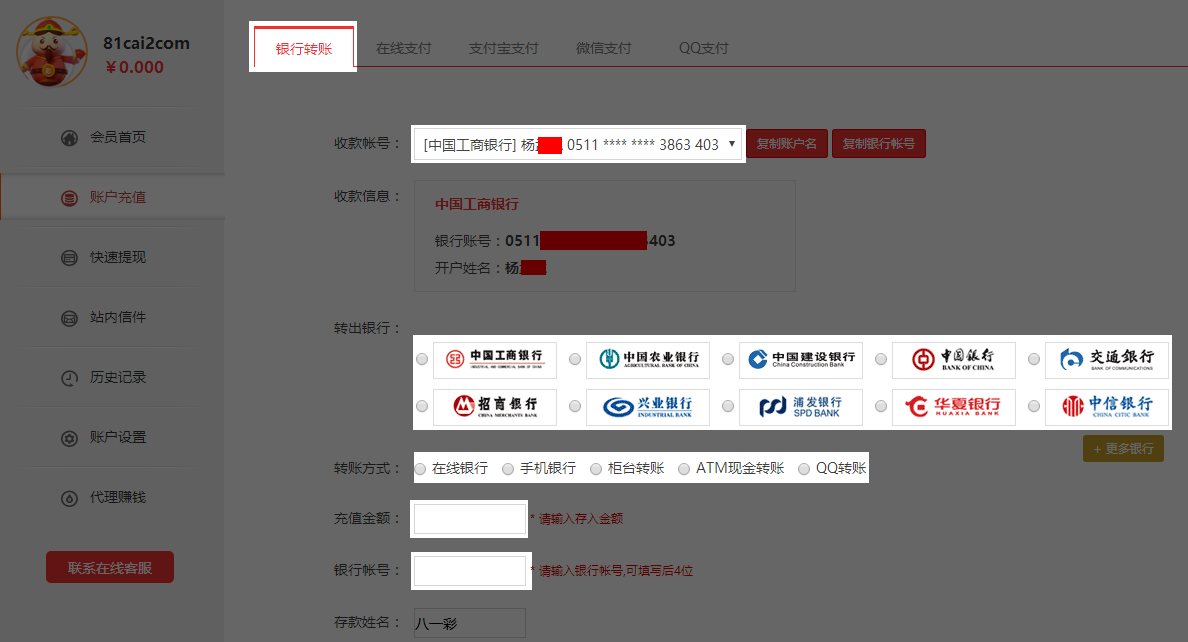 81cai2com
￥0.000
会员首页
账户充值
快速提现
站内信件
历史记录
账户设置
代理赚钱
联系在线客服
银行转账 在线支付 支付宝支付 微信支付 QQ支付
收款帐号： [中国工商银行] 杨 0511 **** **** 3863 403 复制账户名 复制银行帐号
收款信息： 中国工商银行
银行账号：0511 403
开户姓名：杨
转出银行：
中国工商银行 中国农业银行 中国建设银行 中国银行 交通银行
INDUSTRIAL AND COMMERCIAL BANK OF CHINA AGRICULTURAL BANK OF CHINA China Construction Bank BANK OF CHINA BANK OF COMMUNICATIONS
招商银行 兴业银行 浦发银行 华夏银行 中信银行
CHINA MERCHANTS BANK INDUSTRIAL BANK SPD BANK HUAXIA BANK CHINA CITIC BANK
+ 更多银行
转账方式： 在线银行 手机银行 柜台转账 ATM现金转账 QQ转账
充值金额： * 请输入存入金额
银行帐号： * 请输入银行帐号,可填写后4位
存款姓名： 八一彩